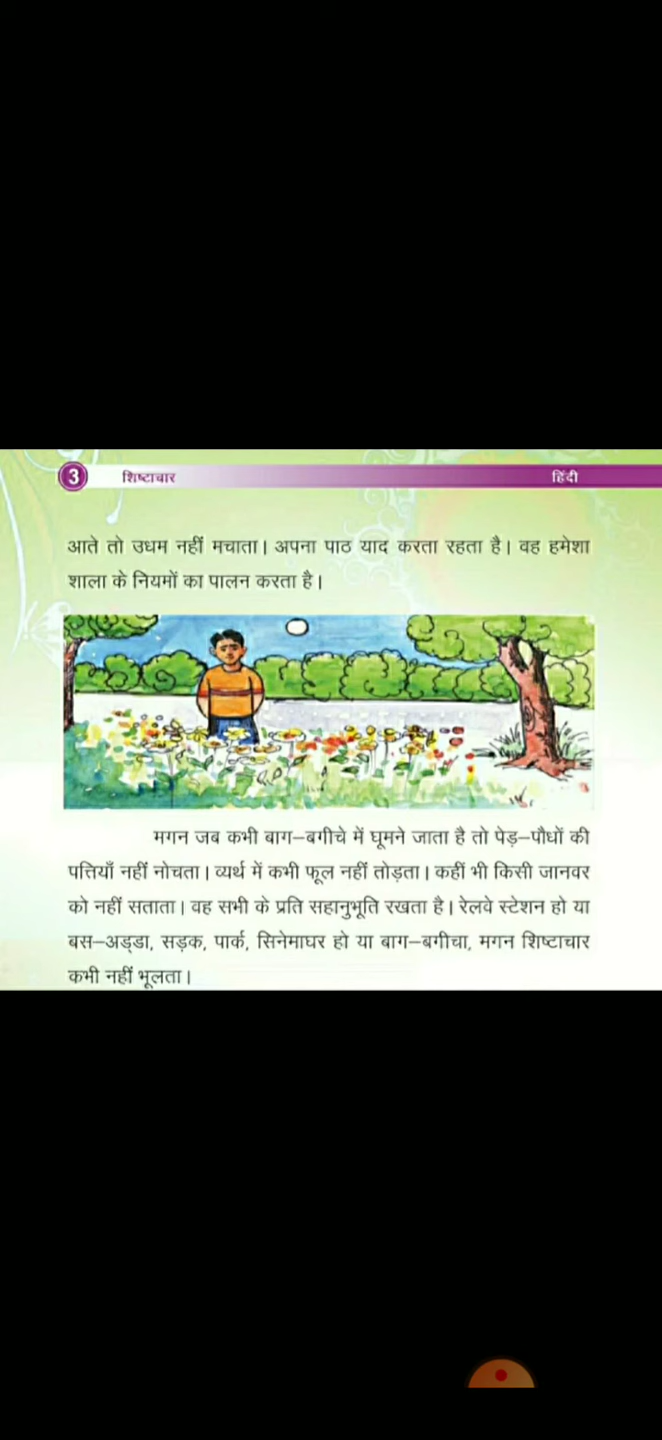 3 शिष्टाचार हिंदी
आते तो उधम नहीं मचाता। अपना पाठ याद करता रहता है। वह हमेशा
शाला के नियमों का पालन करता है।
मगन जब कभी बाग–बगीचे में घूमने जाता है तो पेड़–पौधों की
पत्तियाँ नहीं नोचता। व्यर्थ में कभी फूल नहीं तोड़ता। कहीं भी किसी जानवर
को नहीं सताता। वह सभी के प्रति सहानुभूति रखता है। रेलवे स्टेशन हो या
बस–अड्डा, सड़क, पार्क, सिनेमाघर हो या बाग–बगीचा, मगन शिष्टाचार
कभी नहीं भूलता।